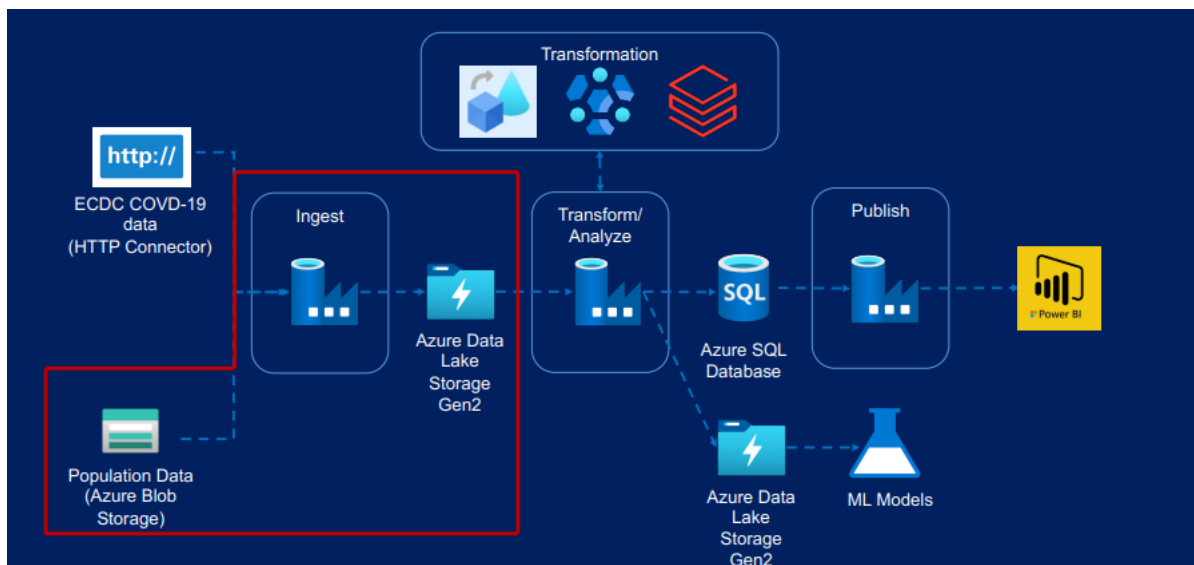 Transformation
http://
ECDC COVD-19
data
(HTTP Connector)
Ingest
Transform/
Analyze
Publish
SQL
Power BI
Azure Data
Lake
Storage
Gen2
Azure SQL
Database
Population Data
(Azure Blob
Storage)
Azure Data
Lake
Storage
Gen2
ML Models